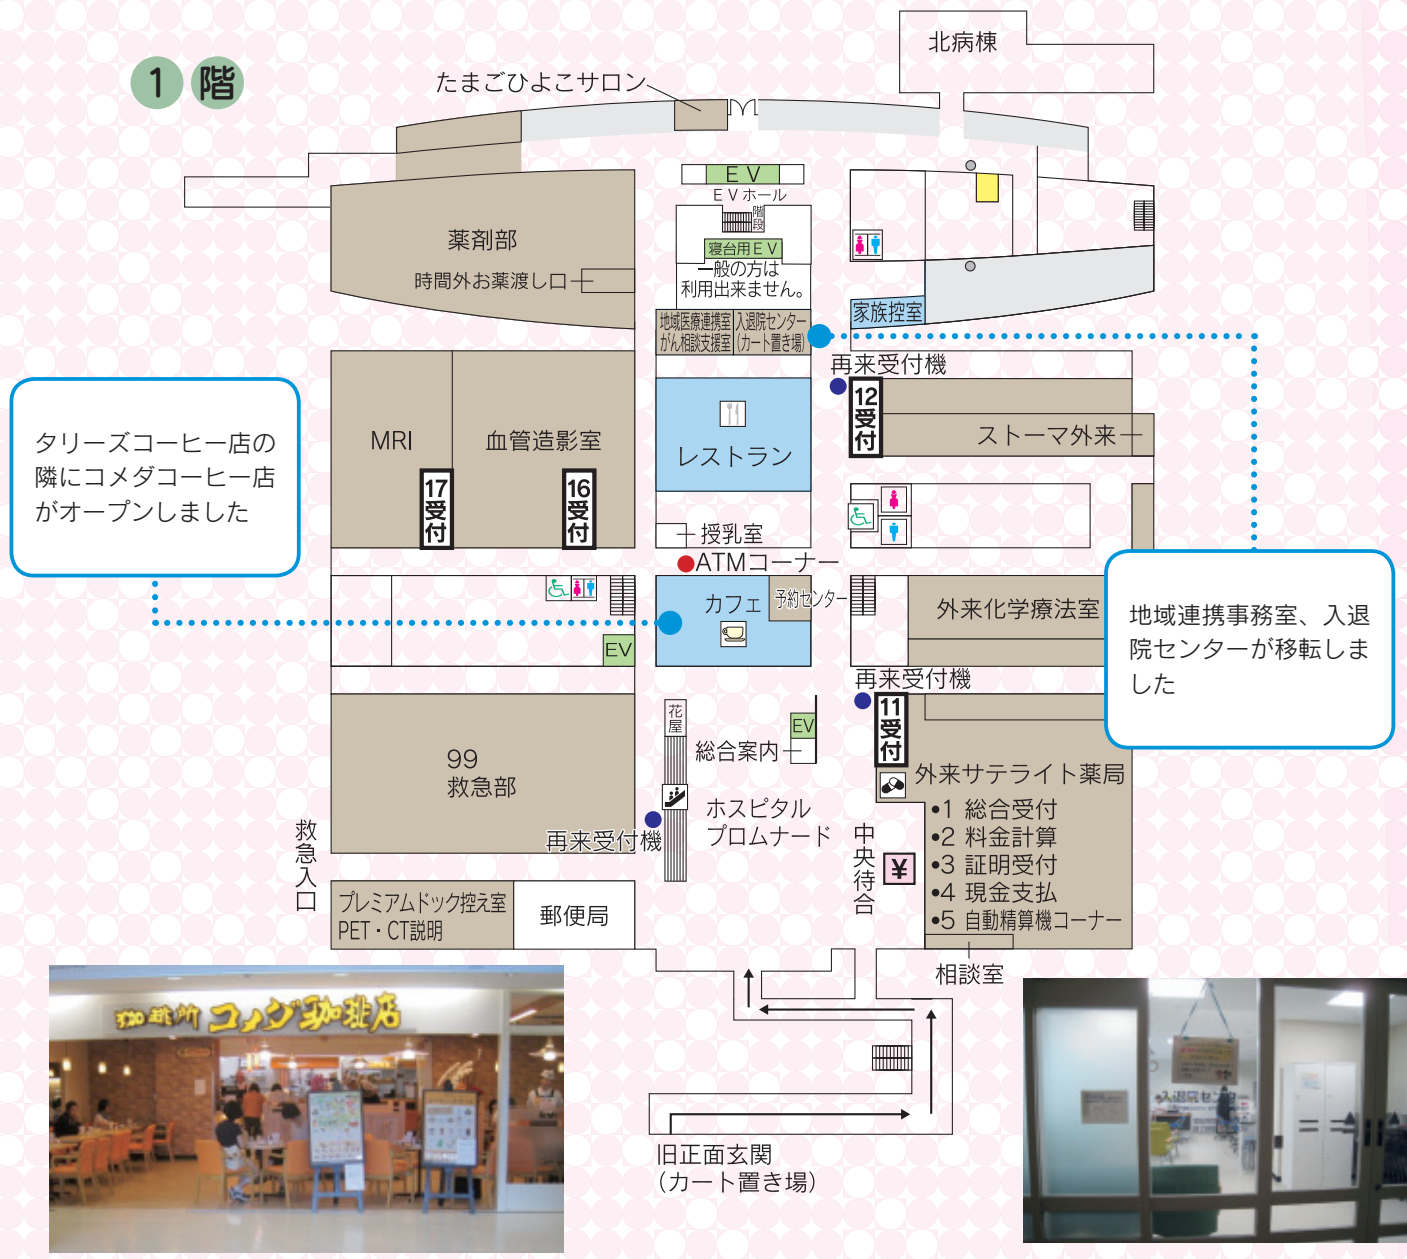 1階
北病棟
たまごひよこサロン
EV
EVホール
階段
寝台用EV
一般の方は
利用出来ません。
薬剤部
時間外お薬渡し口
家族控室
地域医療連携室
がん相談支援室
入退院センター
(カート置き場)
再来受付機
12受付
ストーマ外来
タリーズコーヒー店の
隣にコメダコーヒー店
がオープンしました
MRI
血管造影室
17受付
16受付
レストラン
授乳室
ATMコーナー
カフェ
予約センター
EV
外来化学療法室
地域連携事務室、入退
院センターが移転しま
した
再来受付機
11受付
花屋
EV
総合案内
99
救急部
外来サテライト薬局
ホスピタル
プロムナード
再来受付機
救急入口
中央待合
¥
•1 総合受付
•2 料金計算
•3 証明受付
•4 現金支払
•5 自動精算機コーナー
プレミアムドック控え室
PET・CT説明
郵便局
相談室
珈琲所 コメダ珈琲店
入退院センター
旧正面玄関
(カート置き場)